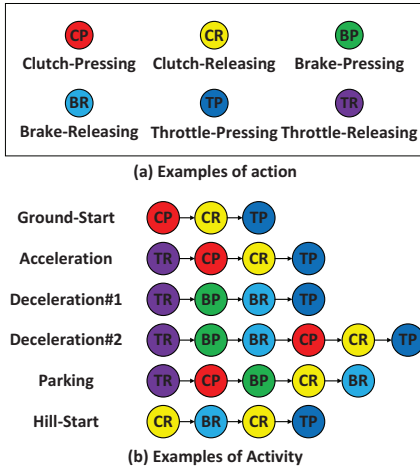 CP CR BP
Clutch-Pressing Clutch-Releasing Brake-Pressing
BR TP TR
Brake-Releasing Throttle-Pressing Throttle-Releasing
(a) Examples of action
Ground-Start CP CR TP
Acceleration TR CP CR TP
Deceleration#1 TR BP BR TP
Deceleration#2 TR BP BR CP CR TP
Parking TR CP BP CR BR
Hill-Start CR BR CR TP
(b) Examples of Activity